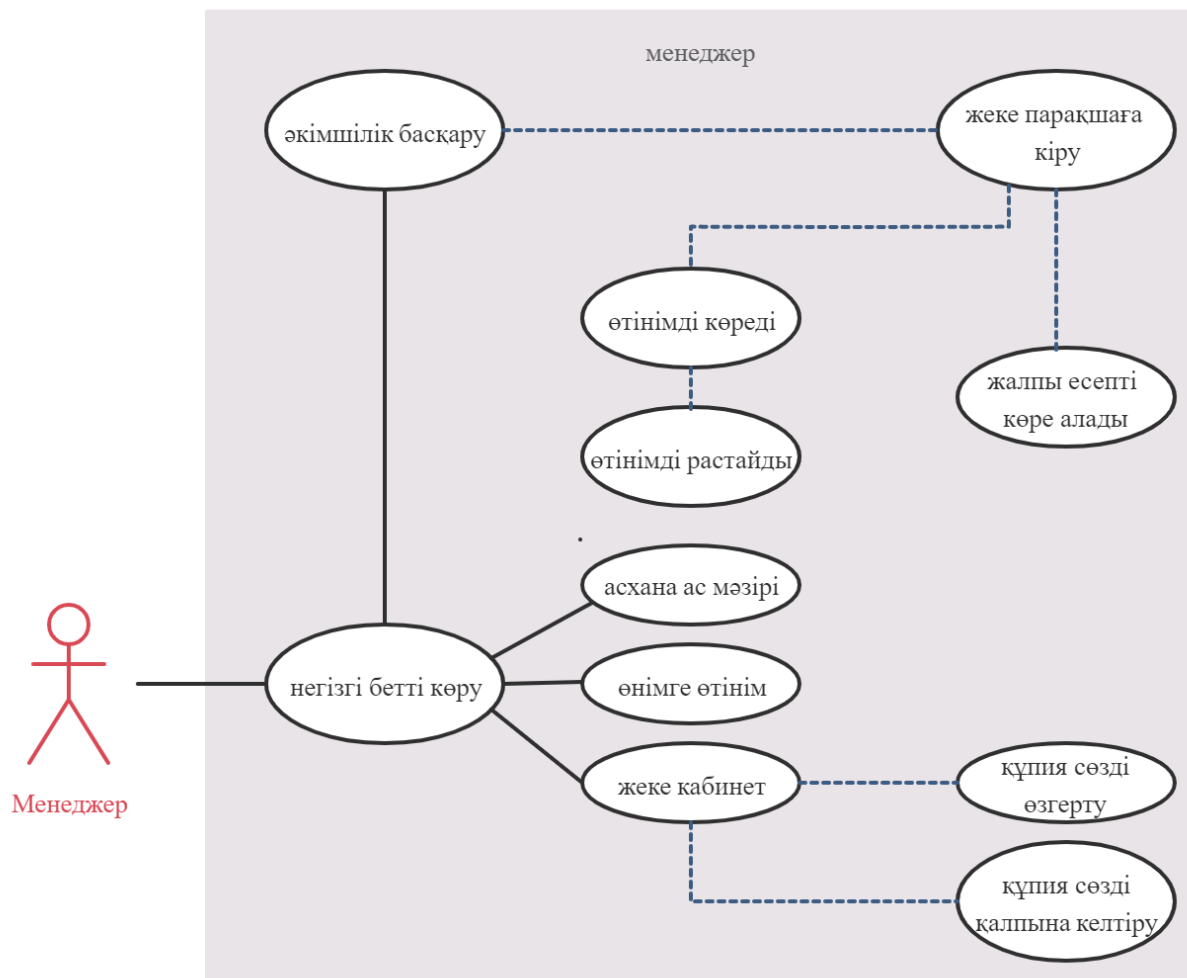 менеджер
әкімшілік басқару
жеке парақшаға
кіру
өтінімді көреді
жалпы есепті
көре алады
өтінімді растайды
асхана ас мәзірі
негізгі бетті көру
өнімге өтінім
жеке кабинет
құпия сөзді
өзгерту
Менеджер
құпия сөзді
қалпына келтіру